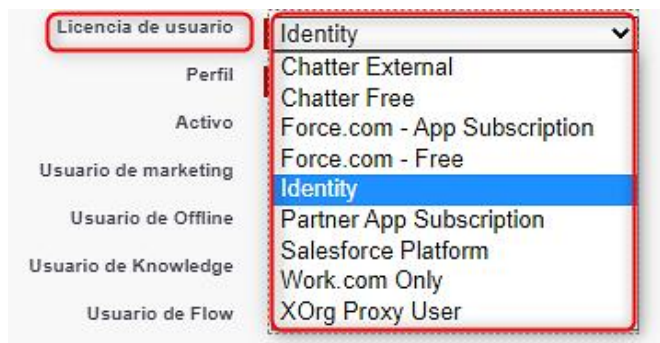 Licencia de usuario Identity
Perfil Chatter External
Chatter Free
Activo Force.com - App Subscription
Force.com - Free
Usuario de marketing Identity
Usuario de Offline Partner App Subscription
Salesforce Platform
Usuario de Knowledge Work.com Only
Usuario de Flow XOrg Proxy User